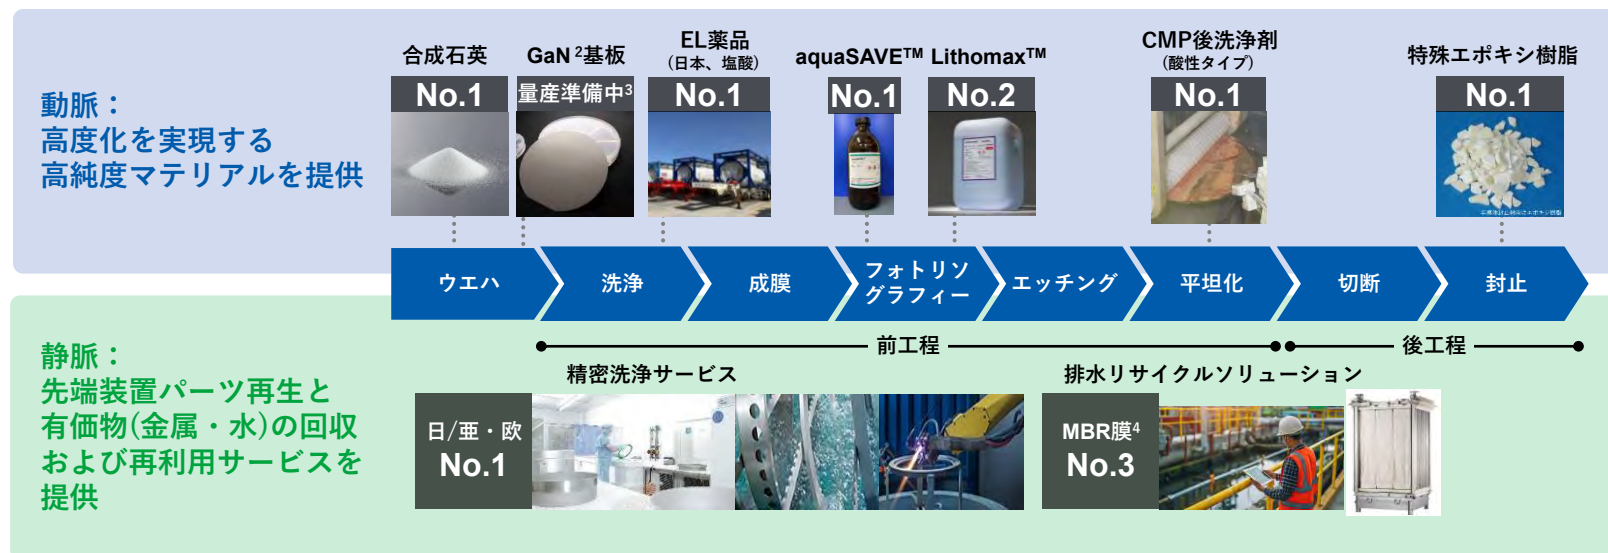 動脈：
高度化を実現する
高純度マテリアルを提供
合成石英
No.1
GaN ²基板
量産準備中³
EL薬品
（日本、塩酸）
No.1
aquaSAVE™
No.1
Lithomax™
No.2
CMP後洗浄剤
（酸性タイプ）
No.1
特殊エポキシ樹脂
No.1
ウエハ
洗浄
成膜
フォトリソ
グラフィー
エッチング
平坦化
切断
封止
前工程
後工程
静脈：
先端装置パーツ再生と
有価物(金属・水)の回収
および再利用サービスを
提供
精密洗浄サービス
日/亜・欧
No.1
排水リサイクルソリューション
MBR膜⁴
No.3